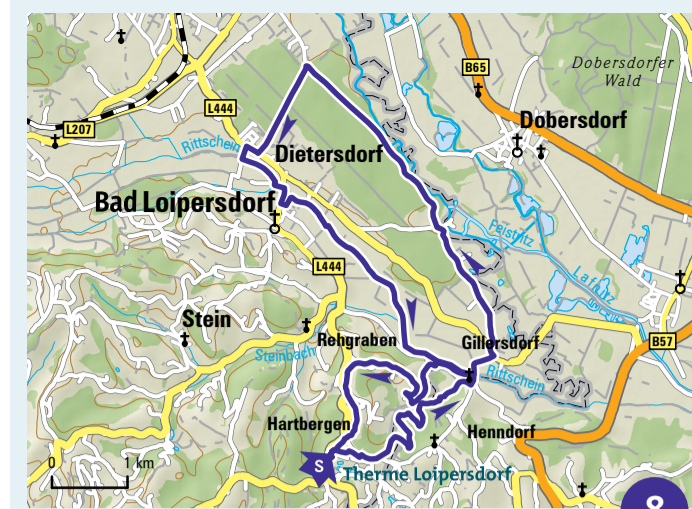 Dobersdorfer
Wald
B65
L444
L207
Dobersdorf
Rittschein
Dietersdorf
Bad Loipersdorf
Feistritz
Lafnitz
L444
Stein
Rehgraben
Gillersdorf
B57
Steinbach
Rittschein
Hartbergen
Henndorf
0 1 km
S
Therme Loipersdorf
8